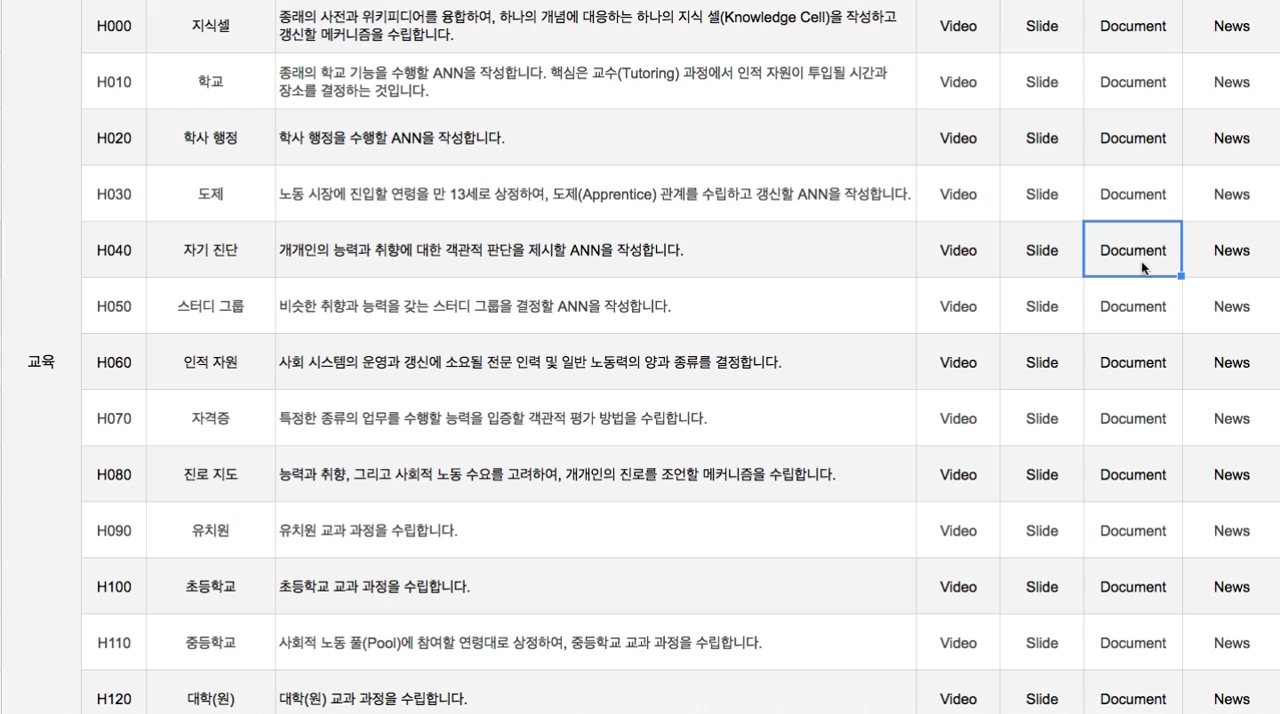 H000 지식셀 종래의 사전과 위키피디어를 융합하여, 하나의 개념에 대응하는 하나의 지식 셀(Knowledge Cell)을 작성하고 갱신할 메커니즘을 수립합니다. Video Slide Document News
H010 학교 종래의 학교 기능을 수행할 ANN을 작성합니다. 핵심은 교수(Tutoring) 과정에서 인적 자원이 투입될 시간과 장소를 결정하는 것입니다. Video Slide Document News
H020 학사 행정 학사 행정을 수행할 ANN을 작성합니다. Video Slide Document News
H030 도제 노동 시장에 진입할 연령을 만 13세로 상정하여, 도제(Apprentice) 관계를 수립하고 갱신할 ANN을 작성합니다. Video Slide Document News
H040 자기 진단 개개인의 능력과 취향에 대한 객관적 판단을 제시할 ANN을 작성합니다. Video Slide Document News
H050 스터디 그룹 비슷한 취향과 능력을 갖는 스터디 그룹을 결정할 ANN을 작성합니다. Video Slide Document News
교육 H060 인적 자원 사회 시스템의 운영과 갱신에 소요될 전문 인력 및 일반 노동력의 양과 종류를 결정합니다. Video Slide Document News
H070 자격증 특정한 종류의 업무를 수행할 능력을 입증할 객관적 평가 방법을 수립합니다. Video Slide Document News
H080 진로 지도 능력과 취향, 그리고 사회적 노동 수요를 고려하여, 개개인의 진로를 조언할 메커니즘을 수립합니다. Video Slide Document News
H090 유치원 유치원 교과 과정을 수립합니다. Video Slide Document News
H100 초등학교 초등학교 교과 과정을 수립합니다. Video Slide Document News
H110 중등학교 사회적 노동 풀(Pool)에 참여할 연령대로 상정하여, 중등학교 교과 과정을 수립합니다. Video Slide Document News
H120 대학(원) 대학(원) 교과 과정을 수립합니다. Video Slide Document News